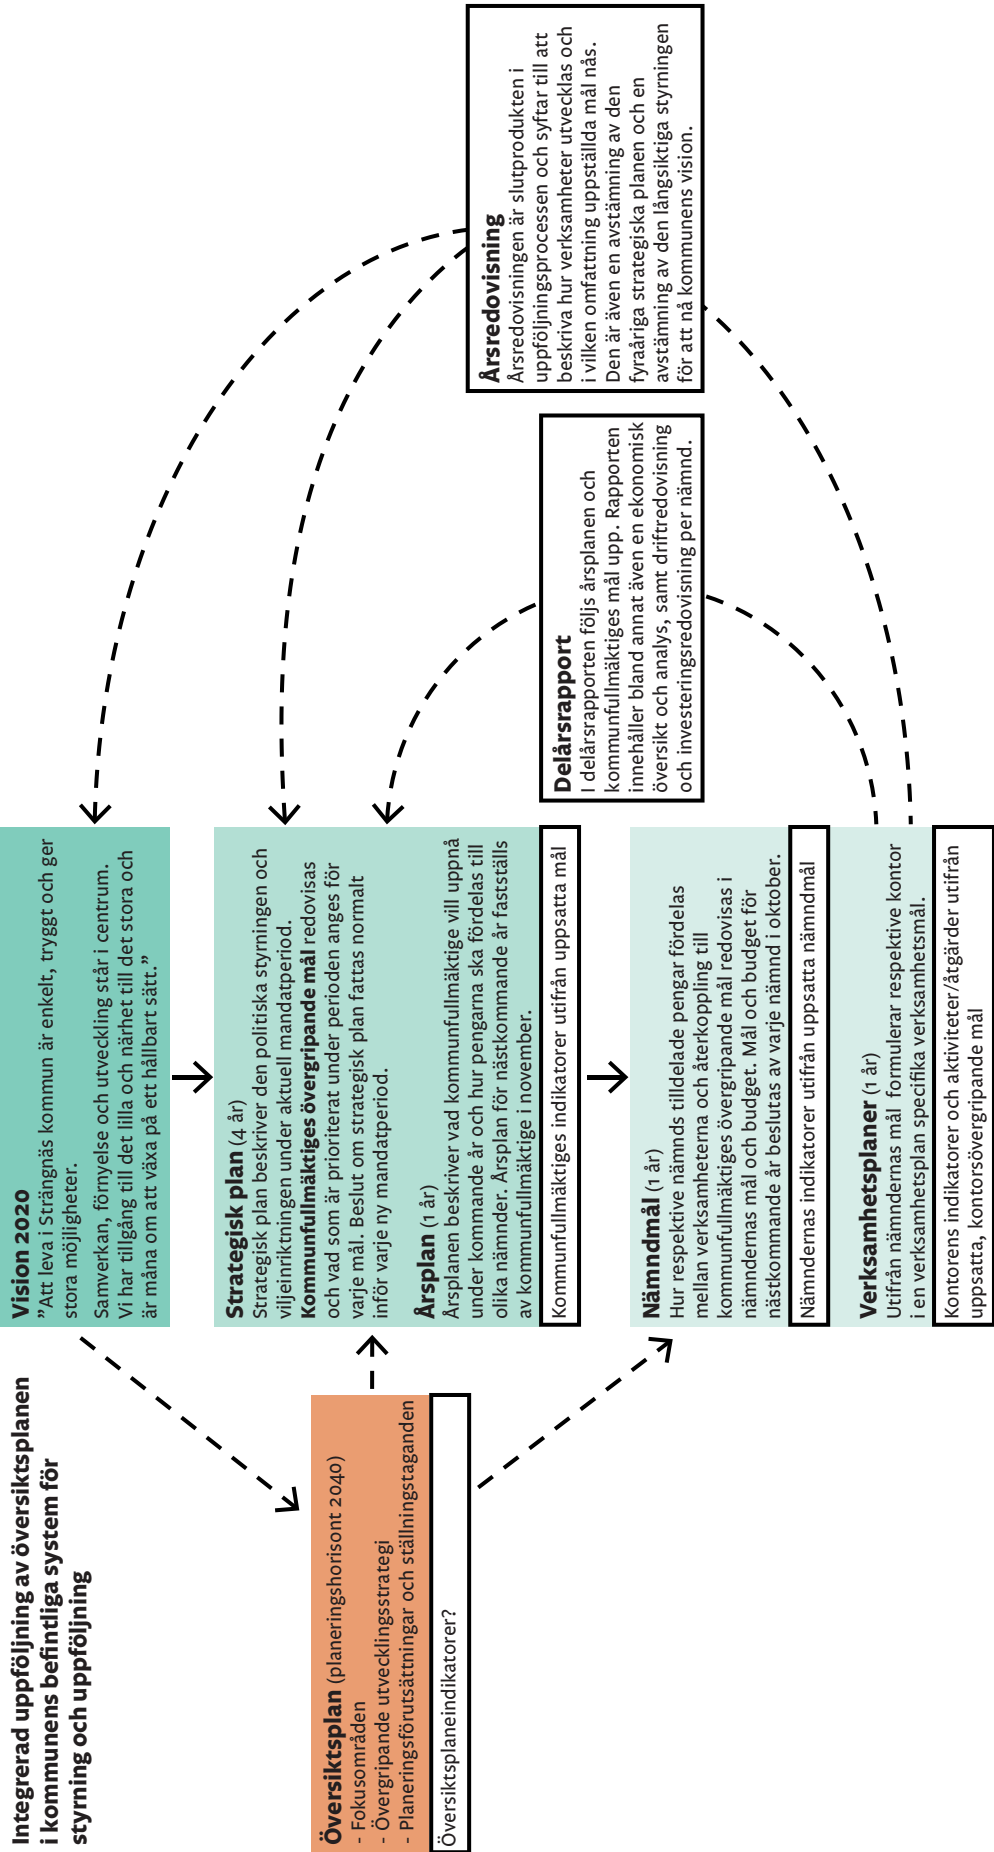 Integrerad uppföljning av översiktsplanen
i kommunens befintliga system för
styrning och uppföljning
Vision 2020
”Att leva i Strängnäs kommun är enkelt, tryggt och ger
stora möjligheter.
Samverkan, förnyelse och utveckling står i centrum.
Vi har tillgång till det lilla och närhet till det stora och
är måna om att växa på ett hållbart sätt.”
Översiktsplan (planeringshorisont 2040)
- Fokusområden
- Övergripande utvecklingsstrategi
- Planeringsförutsättningar och ställningstaganden
Översiktsplaneindikatorer?
Strategisk plan (4 år)
Strategisk plan beskriver den politiska styrningen och
viljeinriktningen under aktuell mandatperiod.
Kommunfullmäktiges övergripande mål redovisas
och vad som är prioriterat under perioden anges för
varje mål. Beslut om strategisk plan fattas normalt
inför varje ny mandatperiod.
Årsplan (1 år)
Årsplanen beskriver vad kommunfullmäktige vill uppnå
under kommande år och hur pengarna ska fördelas till
olika nämnder. Årsplan för nästkommande år fastställs
av kommunfullmäktige i november.
Kommunfullmäktiges indikatorer utifrån uppsatta mål
Nämndmål (1 år)
Hur respektive nämnds tilldelade pengar fördelas
mellan verksamheterna och återkoppling till
kommunfullmäktiges övergripande mål redovisas i
nämndernas mål och budget. Mål och budget för
nästkommande år beslutas av varje nämnd i oktober.
Nämndernas indikatorer utifrån uppsatta nämndmål
Verksamhetsplaner (1 år)
Utifrån nämndernas mål formulerar respektive kontor
i en verksamhetsplan specifika verksamhetsmål.
Kontorens indikatorer och aktiviteter/åtgärder utifrån
uppsatta, kontorsövergripande mål
Delårsrapport
I delårsrapporten följs årsplanen och
kommunfullmäktiges mål upp. Rapporten
innehåller bland annat även en ekonomisk
översikt och analys, samt driftredovisning
och investeringsredovisning per nämnd.
Årsredovisning
Årsredovisningen är slutprodukten i
uppföljningsprocessen och syftar till att
beskriva hur verksamheter utvecklas och
i vilken omfattning uppställda mål nås.
Den är även en avstämning av den
fyraåriga strategiska planen och en
avstämning av den långsiktiga styrningen
för att nå kommunens vision.